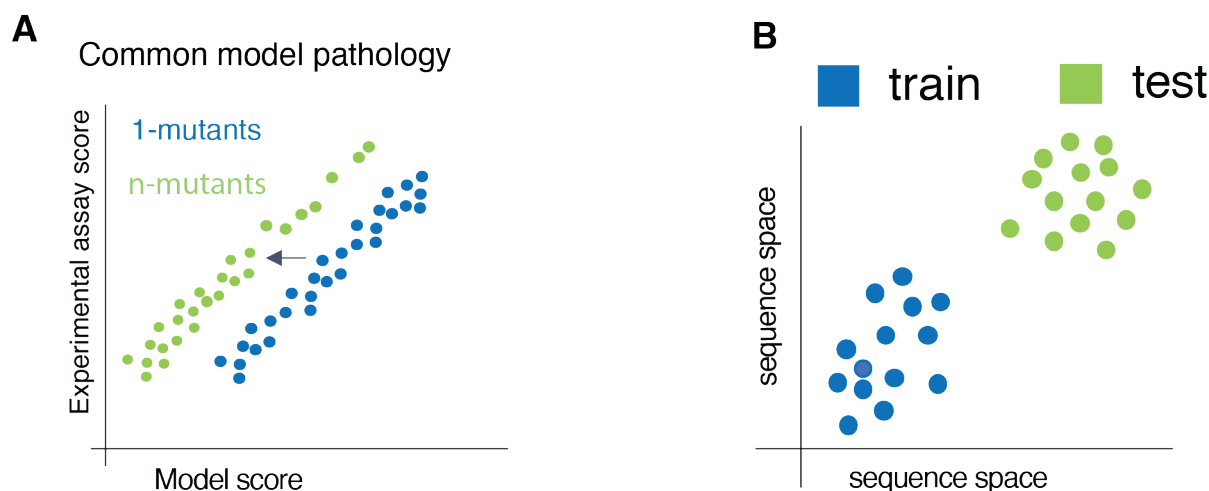 A
Common model pathology
1-mutants
n-mutants
Experimental assay score
Model score
B
train
test
sequence space
sequence space